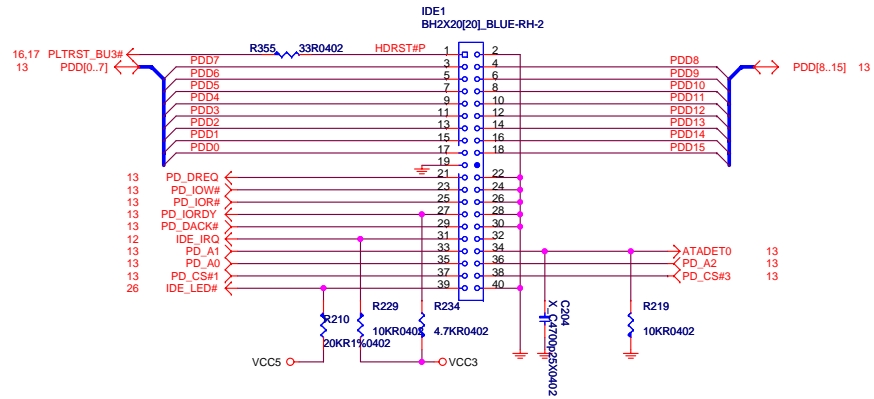 IDE1
BH2X20[20]_BLUE-RH-2
R355 33R0402 HDRST#P 1 2
16,17 PLTRST_BU3#
13 PDD[0..7] PDD7 3 4 PDD8 PDD[8..15] 13
PDD6 5 6 PDD9
PDD5 7 8 PDD10
PDD4 9 10 PDD11
PDD3 11 12 PDD12
PDD2 13 14 PDD13
PDD1 15 16 PDD14
PDD0 17 18 PDD15
19
13 PD_DREQ 21 22
13 PD_IOW# 23 24
13 PD_IOR# 25 26
13 PD_IORDY 27 28
13 PD_DACK# 29 30
12 IDE_IRQ 31 32
13 PD_A1 33 34 ATADET0 13
13 PD_A0 35 36 PD_A2 13
13 PD_CS#1 37 38 PD_CS#3 13
26 IDE_LED# 39 40
R210
20KR1%0402
R229
10KR0402
R234
4.7KR0402
C204
X_C4700p25X0402
R219
10KR0402
VCC5
VCC3